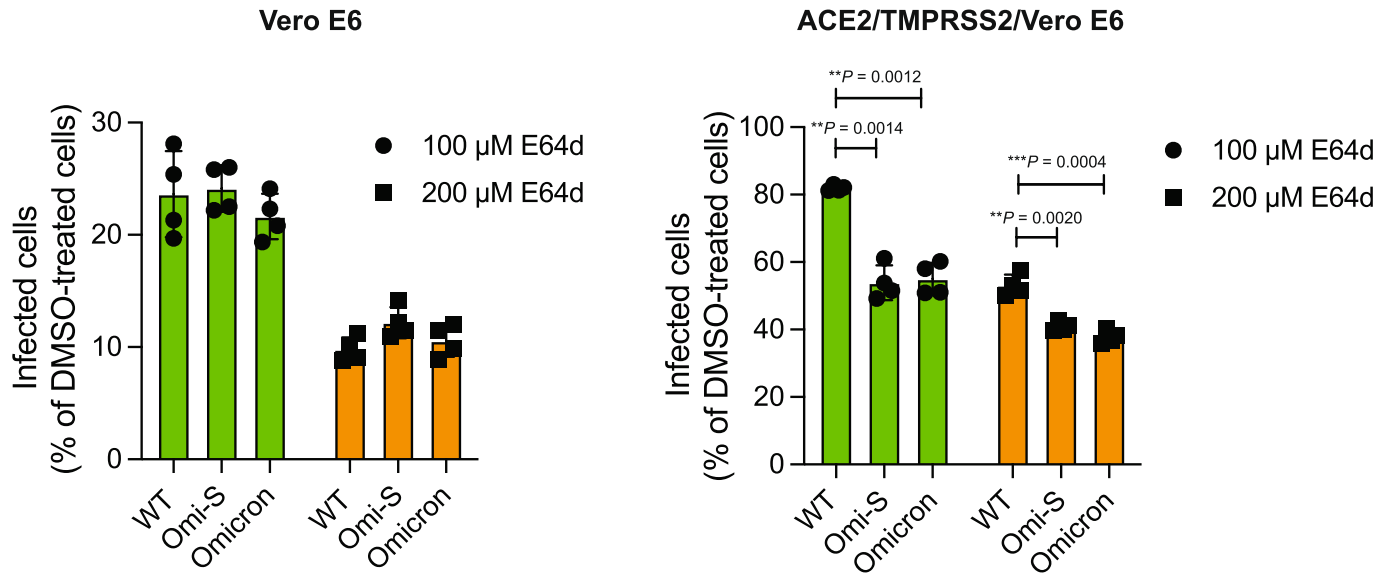 Vero E6
Infected cells
(% of DMSO-treated cells)
30
20
10
0
100 µM E64d
200 µM E64d
WT
Omi-S
Omicron
WT
Omi-S
Omicron
ACE2/TMPRSS2/Vero E6
Infected cells
(% of DMSO-treated cells)
100
80
60
40
20
0
**P = 0.0012
**P = 0.0014
***P = 0.0004
**P = 0.0020
100 µM E64d
200 µM E64d
WT
Omi-S
Omicron
WT
Omi-S
Omicron